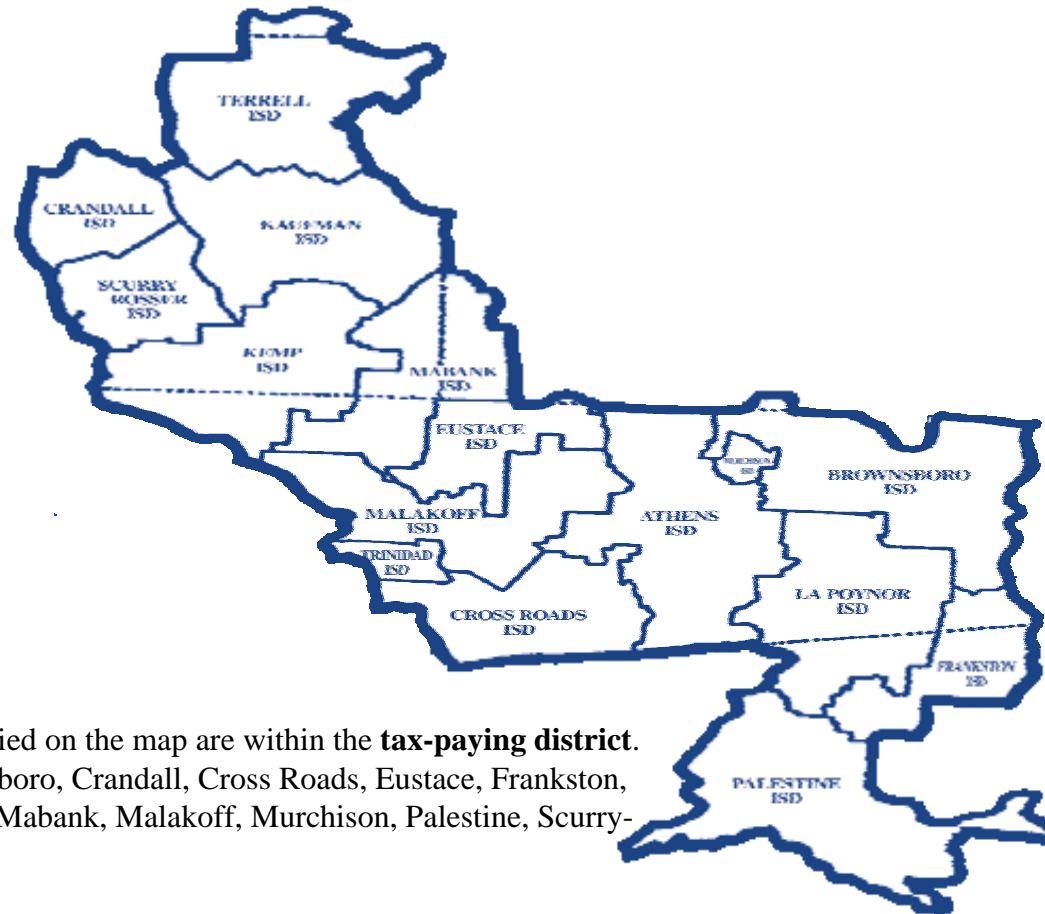 TERRELL
ISD
CRANDALL
ISD
KAUFMAN
ISD
SCURRY
ROSSER
ISD
KEMP
ISD
MABANK
ISD
EUSTACE
ISD
MURCHISON
ISD
BROWNSBORO
ISD
MALAKOFF
ISD
ATHENS
ISD
TRINIDAD
ISD
LA POYNOR
ISD
CROSS ROADS
ISD
FRANKSTON
ISD
PALESTINE
ISD
ied on the map are within the tax-paying district.
boro, Crandall, Cross Roads, Eustace, Frankston,
Mabank, Malakoff, Murchison, Palestine, Scurry-